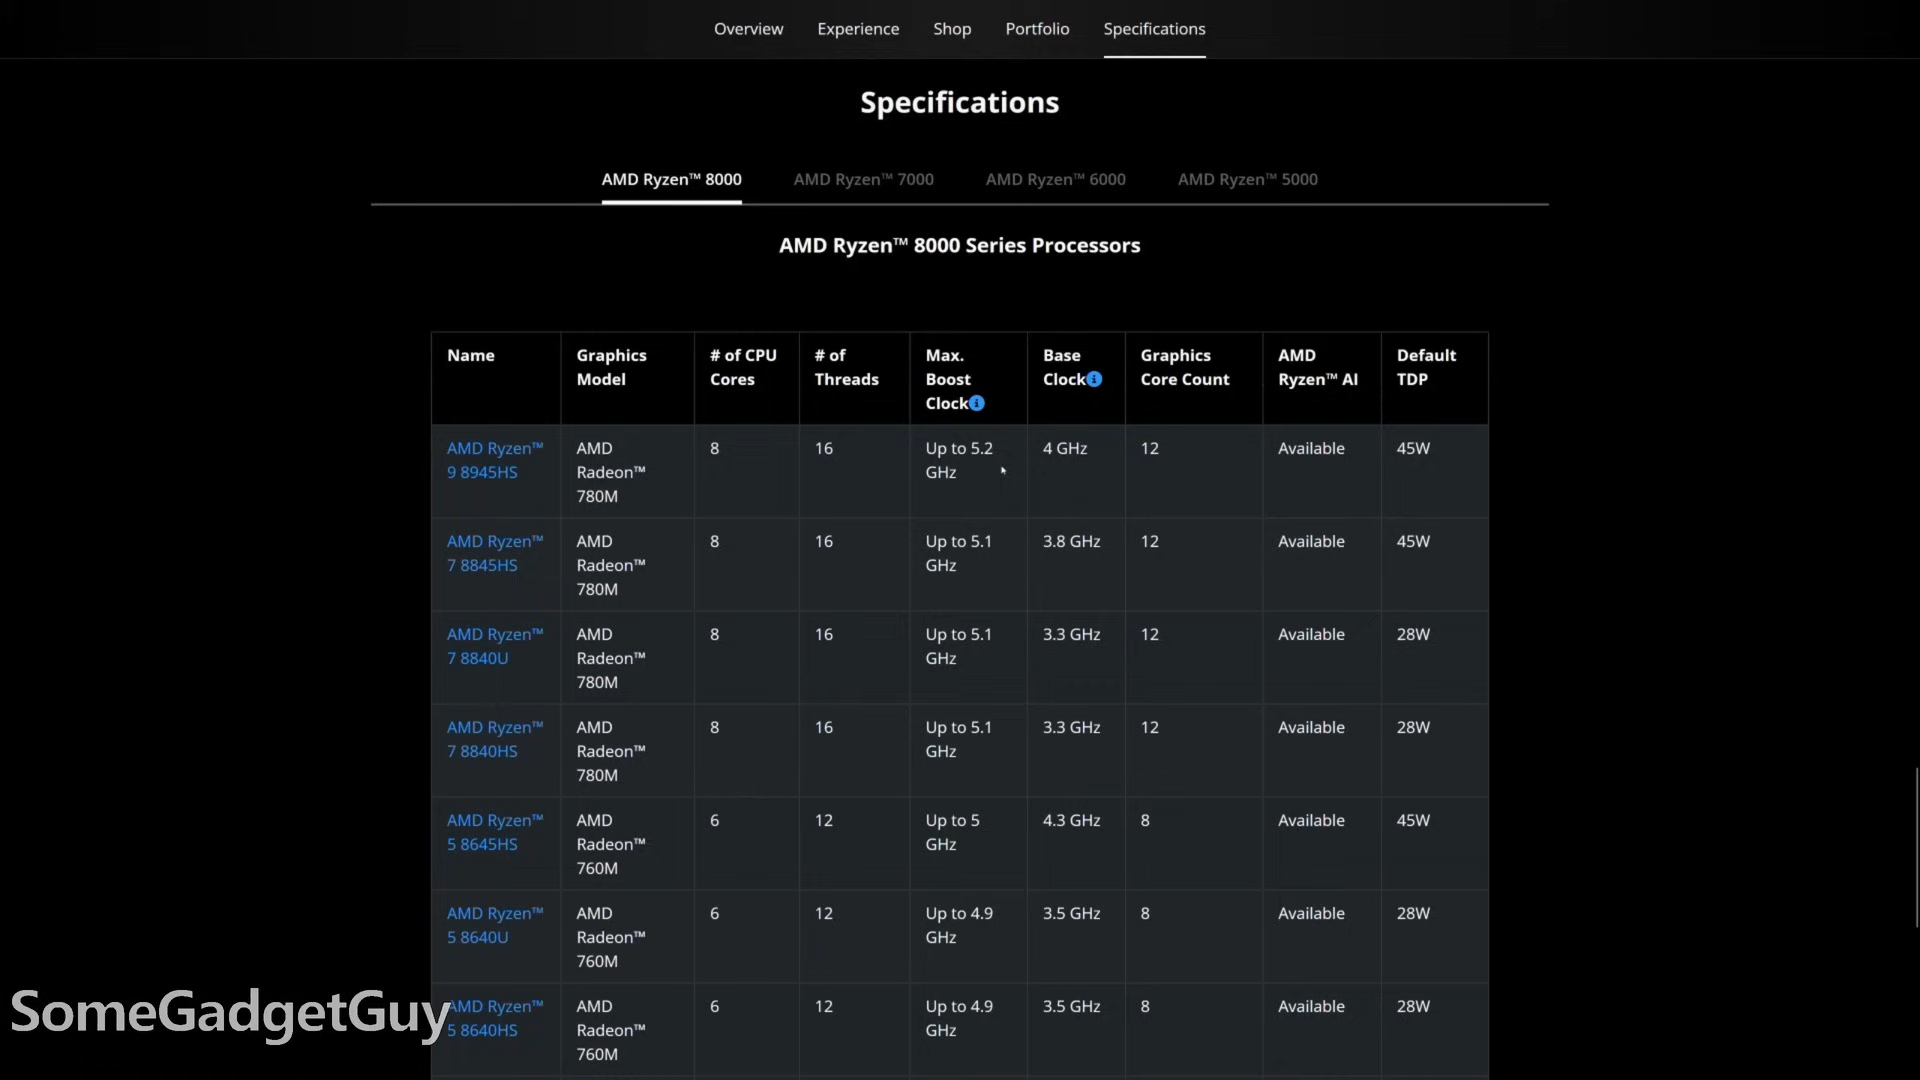 Overview Experience Shop Portfolio Specifications
Specifications
AMD Ryzen™ 8000 AMD Ryzen™ 7000 AMD Ryzen™ 6000 AMD Ryzen™ 5000
AMD Ryzen™ 8000 Series Processors
Name Graphics # of CPU # of Max. Base Graphics AMD Default
Model Cores Threads Boost Clock Core Count Ryzen™ AI TDP
Clock
AMD Ryzen™ AMD 8 16 Up to 5.2 4 GHz 12 Available 45W
9 8945HS Radeon™ GHz
780M
AMD Ryzen™ AMD 8 16 Up to 5.1 3.8 GHz 12 Available 45W
7 8845HS Radeon™ GHz
780M
AMD Ryzen™ AMD 8 16 Up to 5.1 3.3 GHz 12 Available 28W
7 8840U Radeon™ GHz
780M
AMD Ryzen™ AMD 8 16 Up to 5.1 3.3 GHz 12 Available 28W
7 8840HS Radeon™ GHz
780M
AMD Ryzen™ AMD 6 12 Up to 5 4.3 GHz 8 Available 45W
5 8645HS Radeon™ GHz
760M
AMD Ryzen™ AMD 6 12 Up to 4.9 3.5 GHz 8 Available 28W
5 8640U Radeon™ GHz
760M
AMD Ryzen™ AMD 6 12 Up to 4.9 3.5 GHz 8 Available 28W
5 8640HS Radeon™ GHz
760M
SomeGadgetGuy